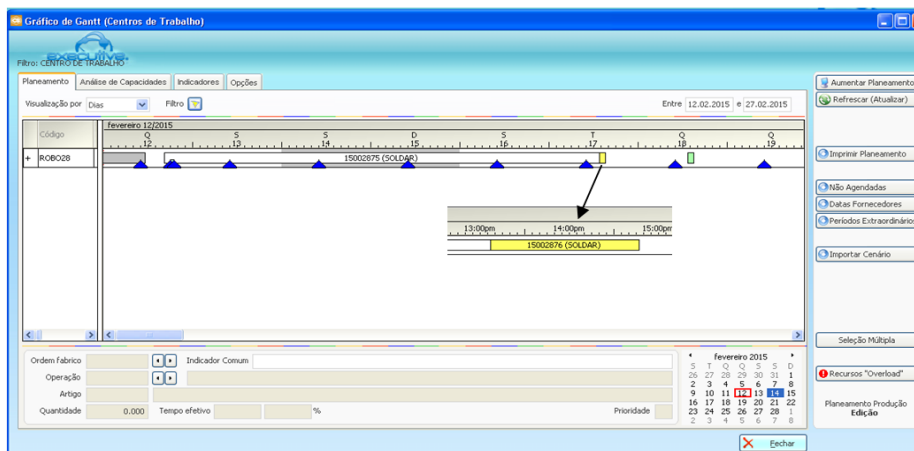 Gráfico de Gantt (Centros de Trabalho)
executive
Filtro: CENTRO DE TRABALHO
Planeamento Análise de Capacidades Indicadores Opções
Aumentar Planeamento
Visualização por Dias Filtro Entre 12.02.2015 e 27.02.2015
Refrescar (Atualizar)
fevereiro 12/2015
Código Q S S D S T Q Q
12 13 14 15 16 17 18 19
+ ROBO28 15002875 (SOLDAR)
Imprimir Planeamento
Não Agendadas
Datas Fornecedores
Períodos Extraordinário
13:00pm 14:00pm 15:00pm
15002876 (SOLDAR)
Importar Cenário
Seleção Múltipla
Ordem fabrico Indicador Comum
Operação
Artigo
Quantidade 0.000 Tempo efetivo % Prioridade
fevereiro 2015
S T Q Q S S D
26 27 28 29 30 31 1
2 3 4 5 6 7 8
9 10 11 12 13 14 15
16 17 18 19 20 21 22
23 24 25 26 27 28 1
2 3 4 5 6 7 8
Recursos "Overload"
Planeamento Produção
Edição
Fechar